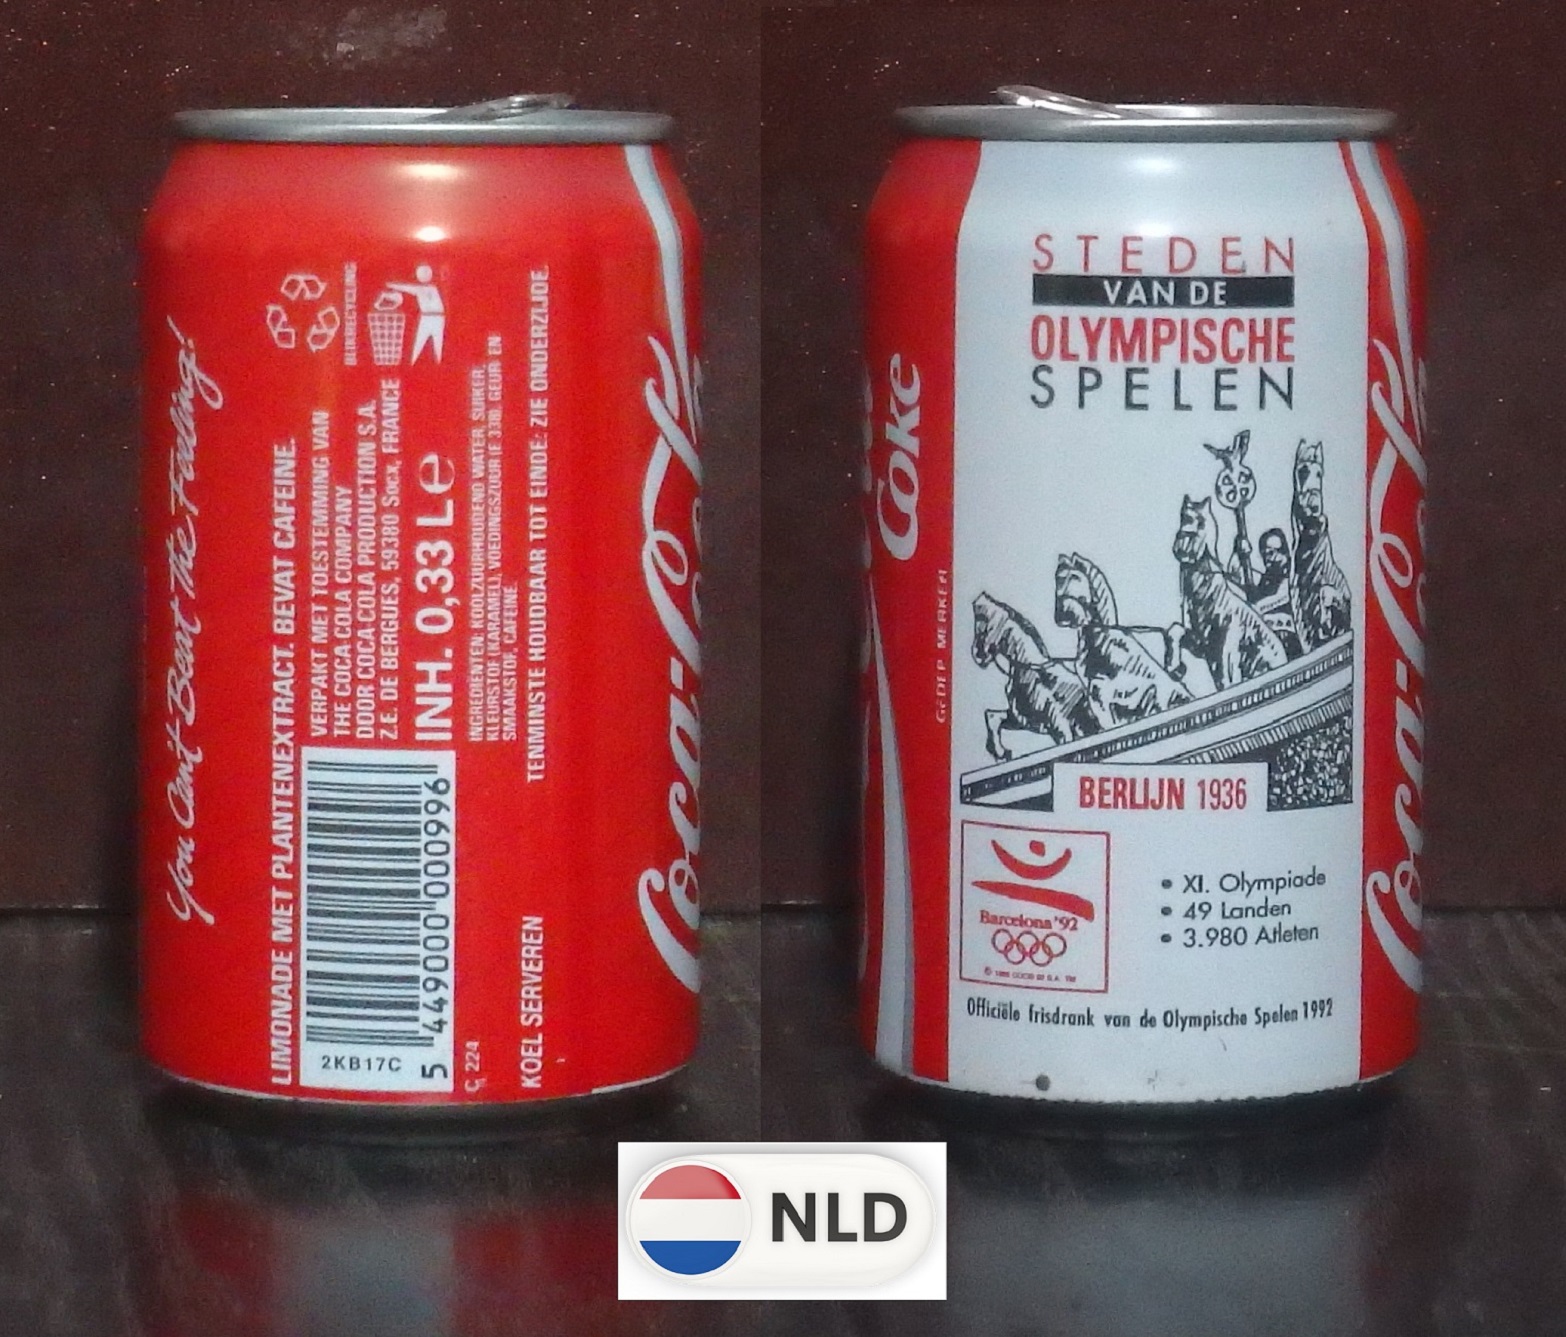 You Can't Beat The Feeling!
LIMONADE MET PLANTENEXTRACT. BEVAT CAFEINE.
VERPAKT MET TOESTEMMING VAN
THE COCA-COLA COMPANY
DOOR COCA COLA PRODUCTION S.A.
Z.E. DE BERGUES, 59380 Socx, FRANCE
INH. 0,33 L e
INGREDIENTEN: KOOLZUURHOUDEND WATER, SUIKER,
KLEURSTOF (KARAMEL), VOEDINGSZUUR (E 338), GEUR EN
SMAAKSTOF, CAFEINE
TENMINSTE HOUDBAAR TOT EINDE: ZIE ONDERZIJDE.
BLIKRECYCLING
2KB17C
5 449000 000996
C 224
KOEL SERVEREN
Coca-Cola
Coke
GEDEP MERKEN
STEDEN
VAN DE
OLYMPISCHE
SPELEN
BERLIJN 1936
Barcelona '92
• XI. Olympiade
• 49 Landen
• 3.980 Atleten
Officiële frisdrank van de Olympische Spelen 1992
Coca-Cola
NLD